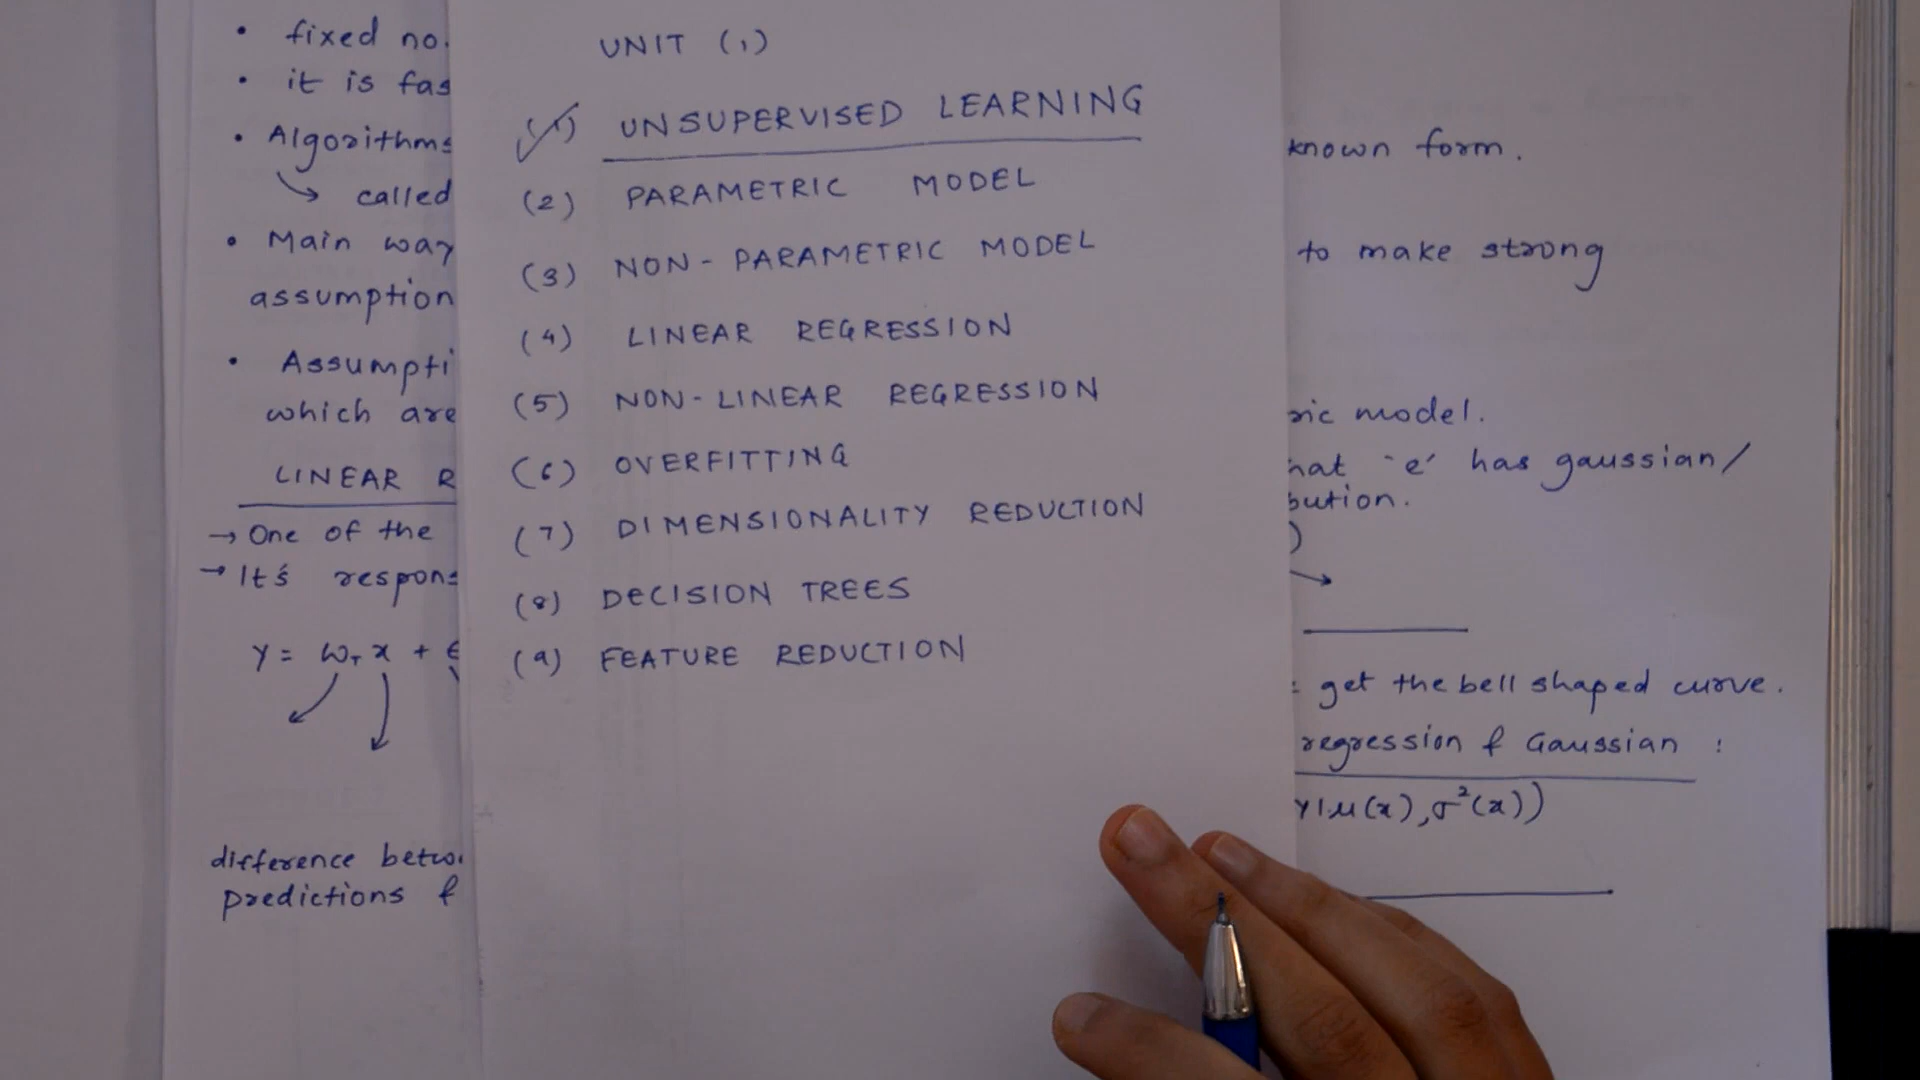 UNIT (1)
(1) UNSUPERVISED LEARNING
(2) PARAMETRIC MODEL
(3) NON-PARAMETRIC MODEL
(4) LINEAR REGRESSION
(5) NON-LINEAR REGRESSION
(6) OVERFITTING
(7) DIMENSIONALITY REDUCTION
(8) DECISION TREES
(9) FEATURE REDUCTION
• fixed no.
• it is fas
• Algorithms
↳ called
• Main way
assumption
• Assumpti
which are
LINEAR R
→ One of the
→ It's respons
Y = ωT x + ϵ
difference betw
predictions f
known form.
to make strong
ric model.
hat 'e' has gaussian/
bution.
)
: get the bell shaped curve.
regression & Gaussian :
Y|μ(x), σ²(x))